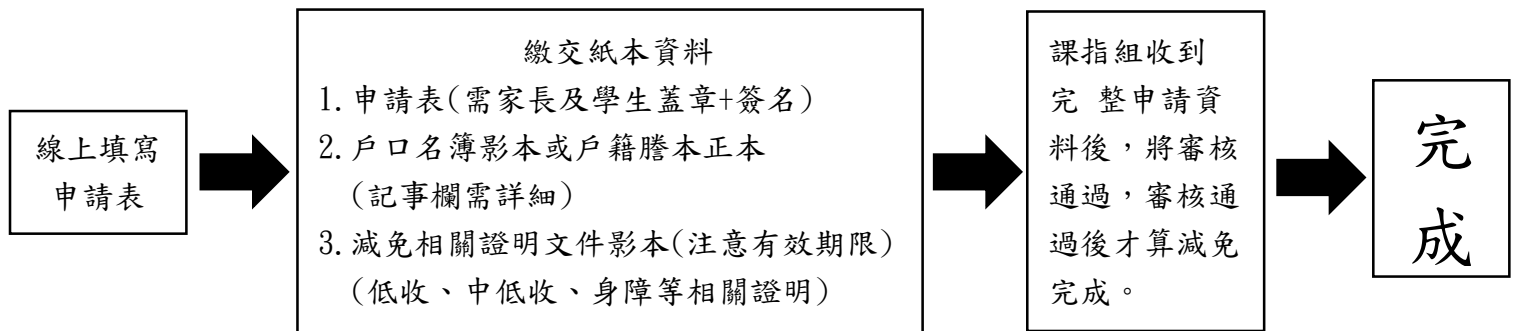 線上填寫
申請表
繳交紙本資料
1.申請表(需家長及學生蓋章+簽名)
2.戶口名簿影本或戶籍謄本正本
(記事欄需詳細)
3.減免相關證明文件影本(注意有效期限)
(低收、中低收、身障等相關證明)
課指組收到
完 整申請資
料後，將審核
通過，審核通
過後才算減免
完成。
完
成